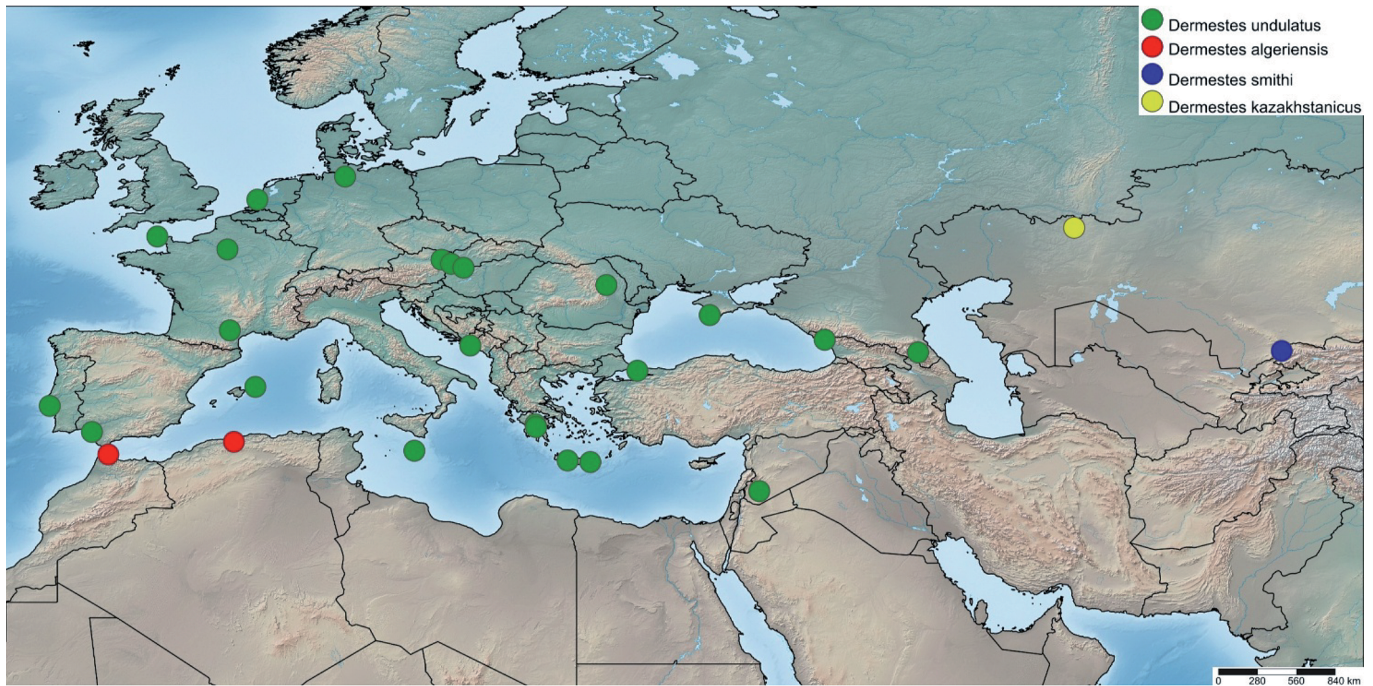 Dermestes undulatus
Dermestes algeriensis
Dermestes smithi
Dermestes kazakhstanicus
0 280 560 840 km